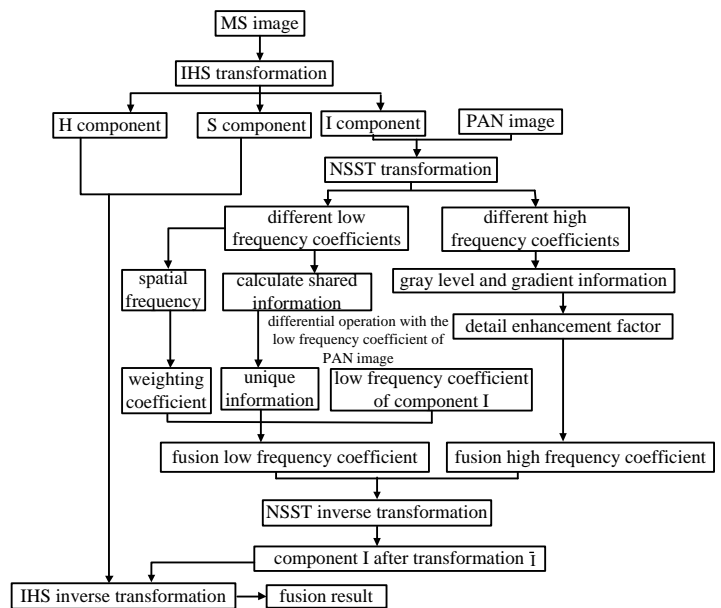 MS image
IHS transformation
H component
S component
I component
PAN image
NSST transformation
different low
frequency coefficients
different high
frequency coefficients
spatial
frequency
calculate shared
information
gray level and gradient information
differential operation with the
low frequency coefficient of
PAN image
detail enhancement factor
weighting
coefficient
unique
information
low frequency coefficient
of component I
fusion low frequency coefficient
fusion high frequency coefficient
NSST inverse transformation
component I after transformation Ī
IHS inverse transformation
fusion result